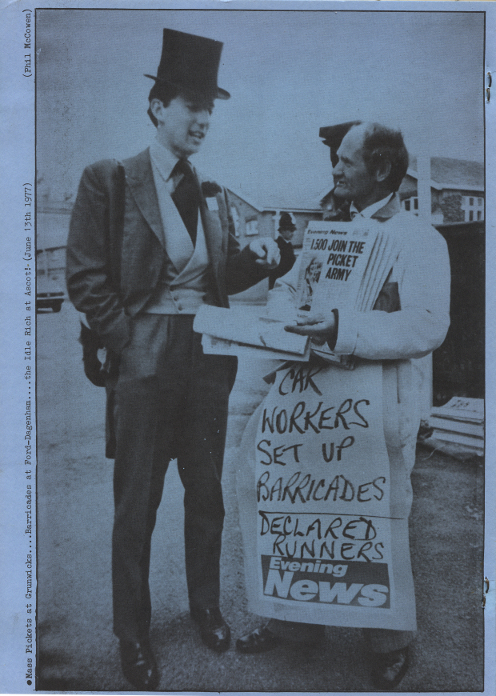 ●Mass Pickets at Grunwicks....Barricades at Ford-Dagenham....the Idle Rich at Ascot!-(June 13th 1977) (Phil McCowen)
Evening News
1,500 JOIN THE
PICKET
ARMY
CAR
WORKERS
SET UP
BARRICADES
DECLARED
RUNNERS
Evening
News